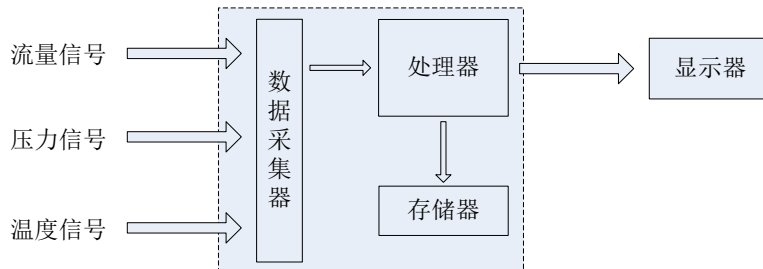 流量信号
压力信号
温度信号
数据采集器
处理器
存储器
显示器